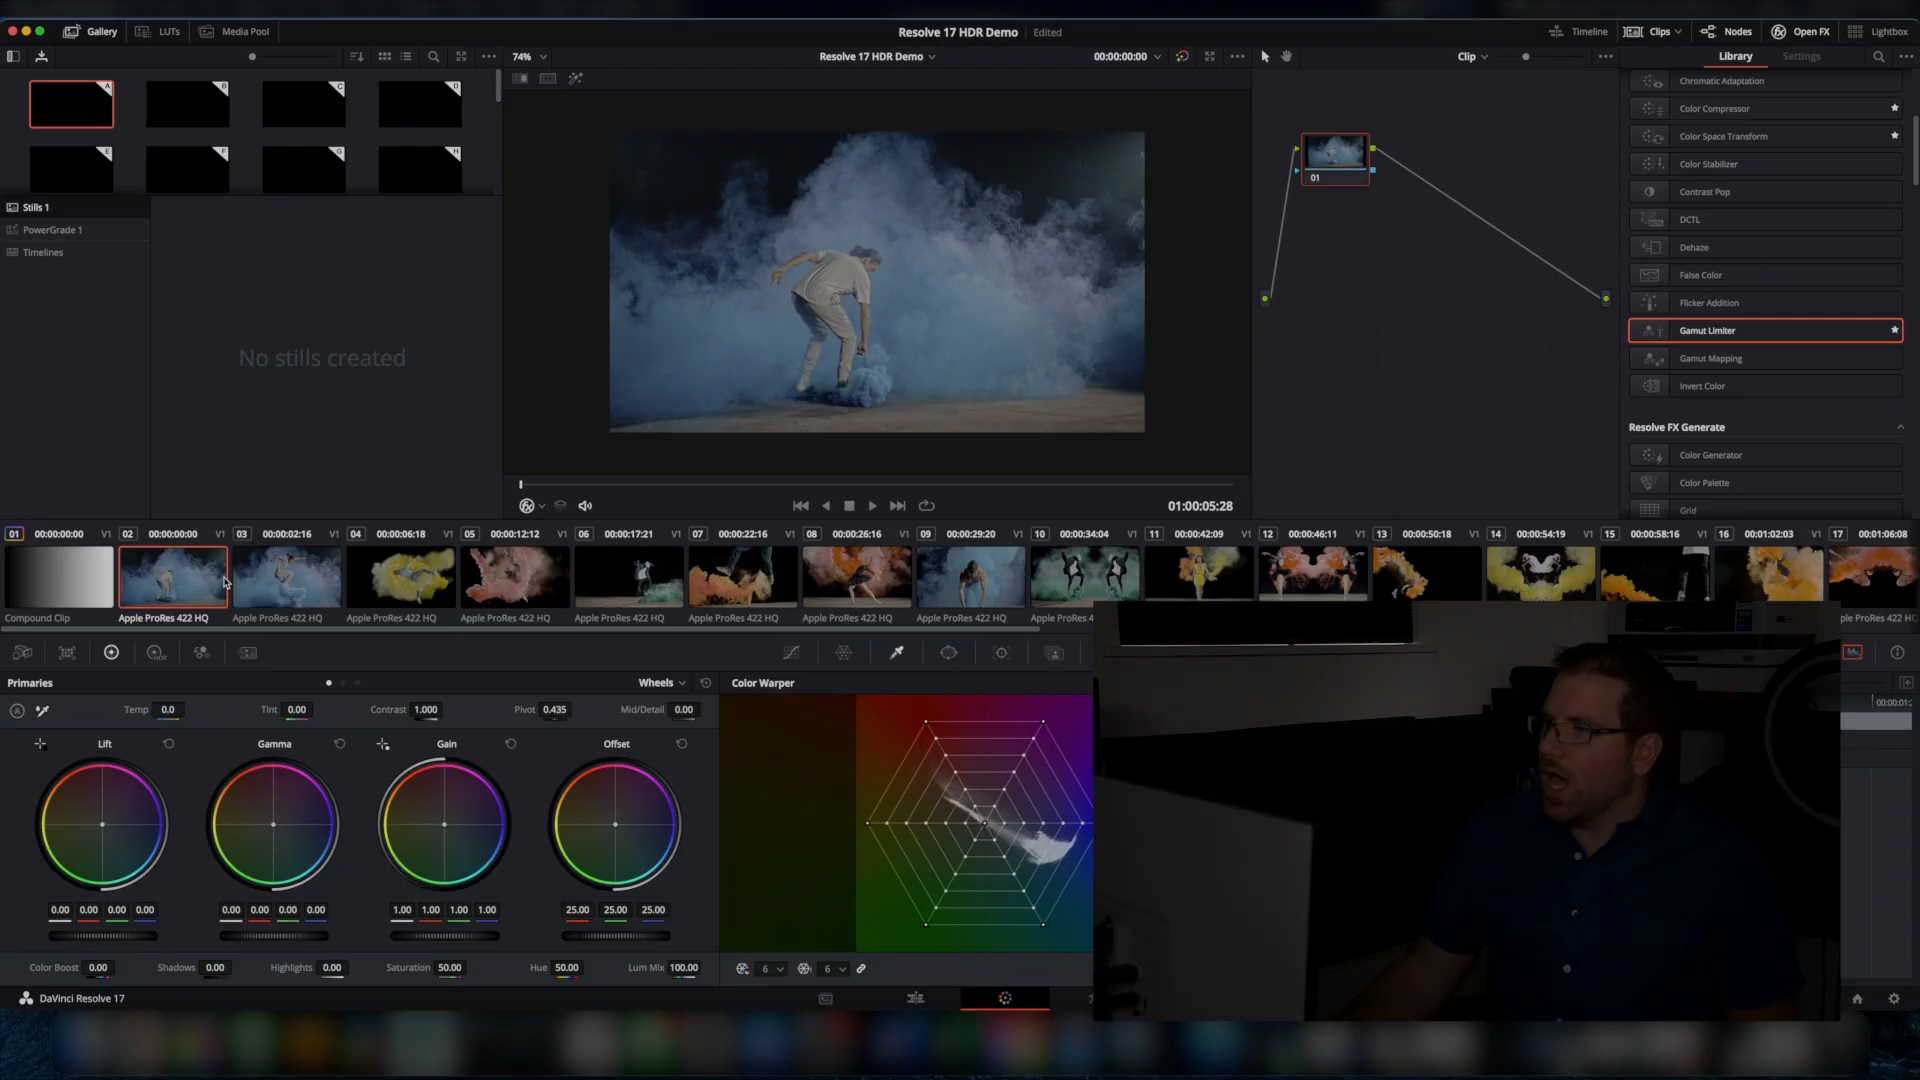 Gallery
LUTs
Media Pool
Resolve 17 HDR Demo
Edited
Timeline
Clips
Nodes
Open FX
Lightbox
74%
Resolve 17 HDR Demo
00:00:00:00
Clip
Library
Settings
A
B
C
D
E
F
G
H
Stills 1
PowerGrade 1
Timelines
No stills created
01
Chromatic Adaptation
Color Compressor
Color Space Transform
Color Stabilizer
Contrast Pop
DCTL
Dehaze
False Color
Flicker Addition
Gamut Limiter
Gamut Mapping
Invert Color
Resolve FX Generate
Color Generator
Color Palette
Grid
01:00:05:28
01 00:00:00:00 V1
02 00:00:00:00 V1
03 00:00:02:16 V1
04 00:00:06:18 V1
05 00:00:12:12 V1
06 00:00:17:21 V1
07 00:00:22:16 V1
08 00:00:26:16 V1
09 00:00:29:20 V1
10 00:00:34:04 V1
11 00:00:42:09 V1
12 00:00:46:11 V1
13 00:00:50:18 V1
14 00:00:54:19 V1
15 00:00:58:16 V1
16 00:01:02:03 V1
17 00:01:06:08
Compound Clip
Apple ProRes 422 HQ
Apple ProRes 422 HQ
Apple ProRes 422 HQ
Apple ProRes 422 HQ
Apple ProRes 422 HQ
Apple ProRes 422 HQ
Apple ProRes 422 HQ
Apple ProRes 422 HQ
ple ProRes 422 HQ
Primaries
Wheels
Color Warper
Temp 0.0
Tint 0.00
Contrast 1.000
Pivot 0.435
Mid/Detail 0.00
00:00:01:
Lift
Gamma
Gain
Offset
0.00 0.00 0.00 0.00
0.00 0.00 0.00 0.00
1.00 1.00 1.00 1.00
25.00 25.00 25.00
Color Boost 0.00
Shadows 0.00
Highlights 0.00
Saturation 50.00
Hue 50.00
Lum Mix 100.00
6
6
DaVinci Resolve 17